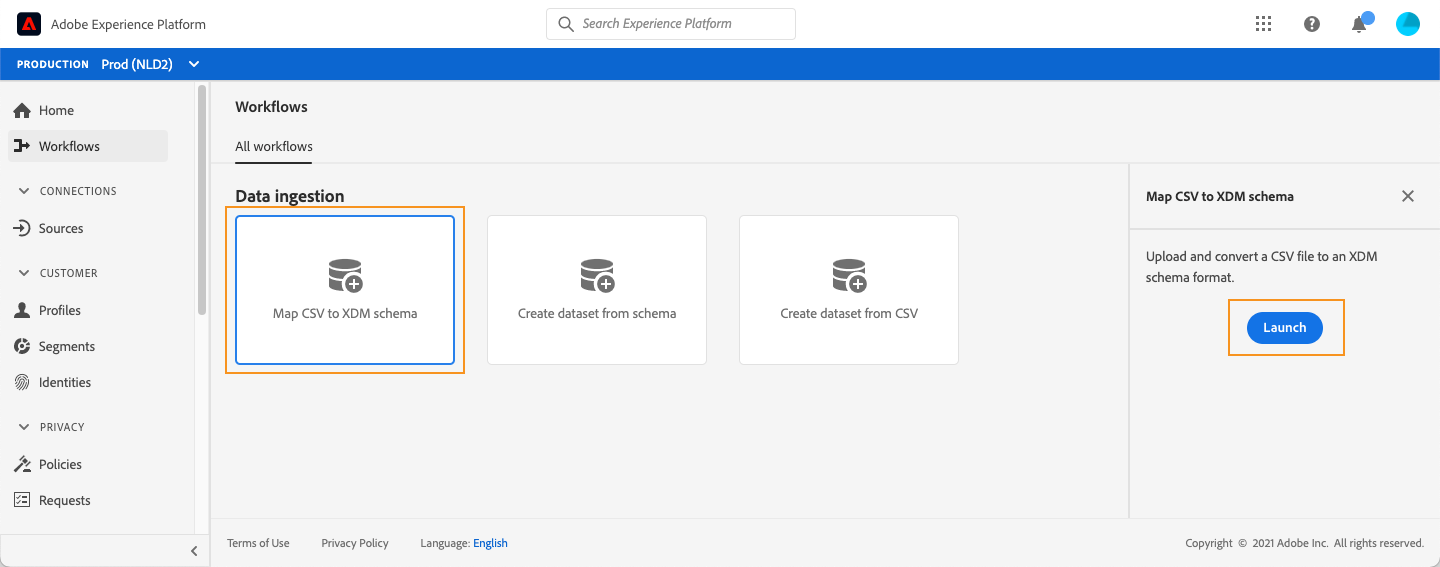 Adobe Experience Platform
Search Experience Platform
PRODUCTION Prod (NLD2)
Home
Workflows
CONNECTIONS
Sources
CUSTOMER
Profiles
Segments
Identities
PRIVACY
Policies
Requests
Workflows
All workflows
Data ingestion
Map CSV to XDM schema
Create dataset from schema
Create dataset from CSV
Map CSV to XDM schema
Upload and convert a CSV file to an XDM
schema format.
Launch
Terms of Use Privacy Policy Language: English Copyright © 2021 Adobe Inc. All rights reserved.